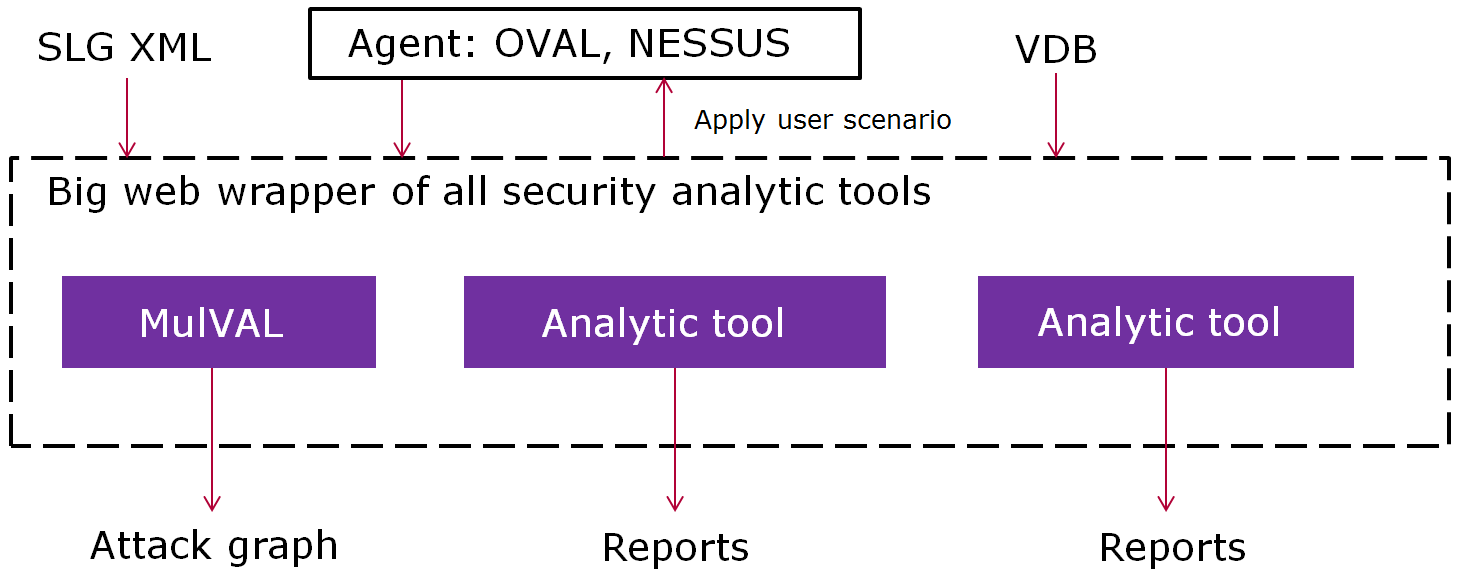 SLG XML
Agent: OVAL, NESSUS
VDB
Apply user scenario
Big web wrapper of all security analytic tools
MulVAL
Analytic tool
Analytic tool
Attack graph
Reports
Reports